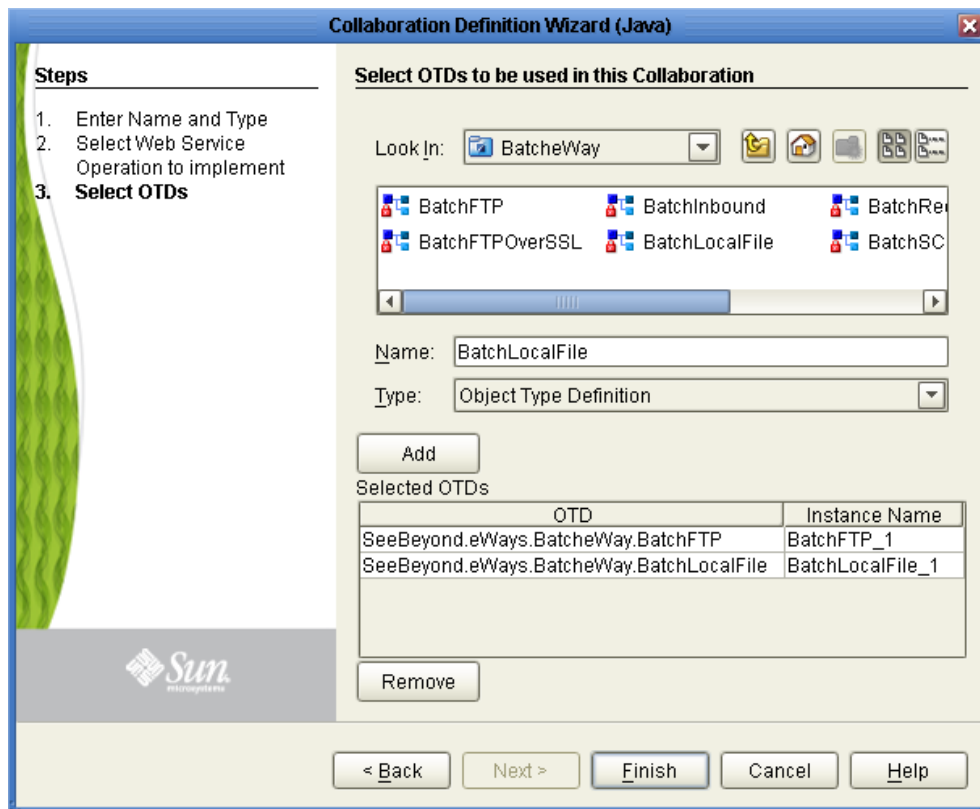 Collaboration Definition Wizard (Java)
Steps
1. Enter Name and Type
2. Select Web Service
Operation to implement
3. Select OTDs
Select OTDs to be used in this Collaboration
Look In: BatcheWay
BatchFTP BatchInbound BatchRe
BatchFTPOverSSL BatchLocalFile BatchSC
Name: BatchLocalFile
Type: Object Type Definition
Add
Selected OTDs
OTD Instance Name
SeeBeyond.eWays.BatcheWay.BatchFTP BatchFTP_1
SeeBeyond.eWays.BatcheWay.BatchLocalFile BatchLocalFile_1
Remove
Sun
microsystems
< Back Next > Finish Cancel Help